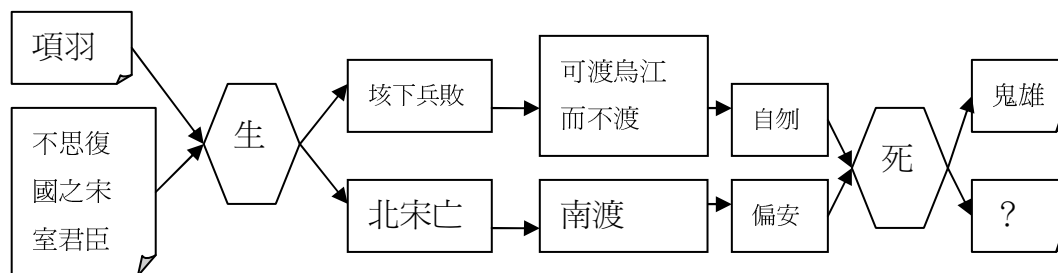 項羽
不思復
國之宋
室君臣
生
垓下兵敗
北宋亡
可渡烏江
而不渡
南渡
自刎
偏安
死
鬼雄
？